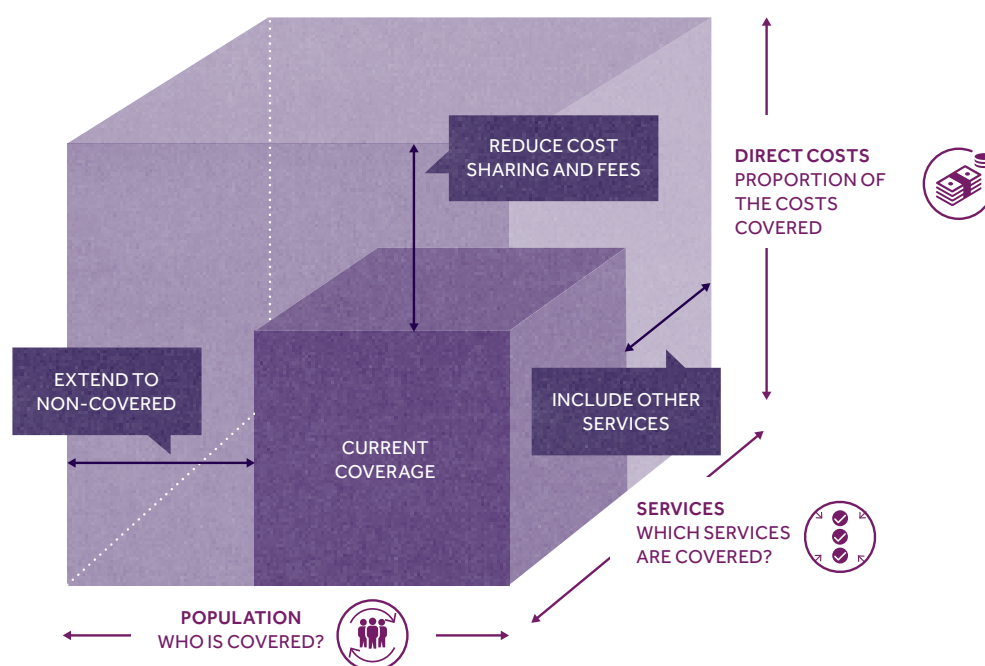 REDUCE COST
SHARING AND FEES
DIRECT COSTS
PROPORTION OF
THE COSTS
COVERED
EXTEND TO
NON-COVERED
INCLUDE OTHER
SERVICES
CURRENT
COVERAGE
SERVICES
WHICH SERVICES
ARE COVERED?
POPULATION
WHO IS COVERED?